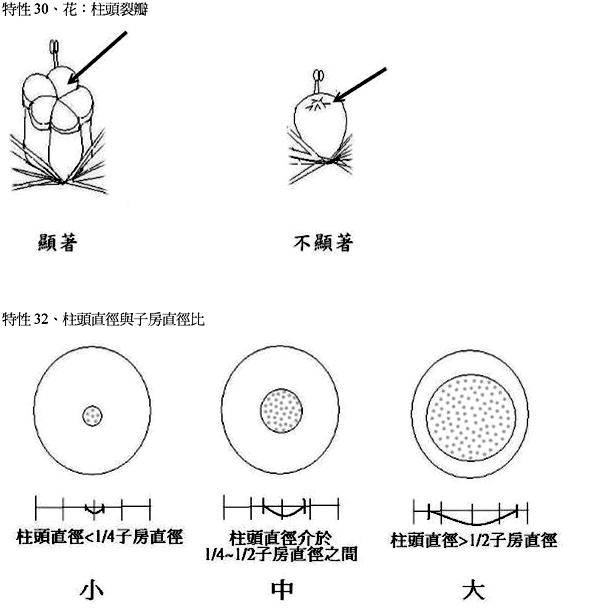 特性 30、花：柱頭裂瓣
顯著
不顯著
特性 32、柱頭直徑與子房直徑比
柱頭直徑<1/4子房直徑
柱頭直徑介於
1/4~1/2子房直徑之間
柱頭直徑>1/2子房直徑
小
中
大